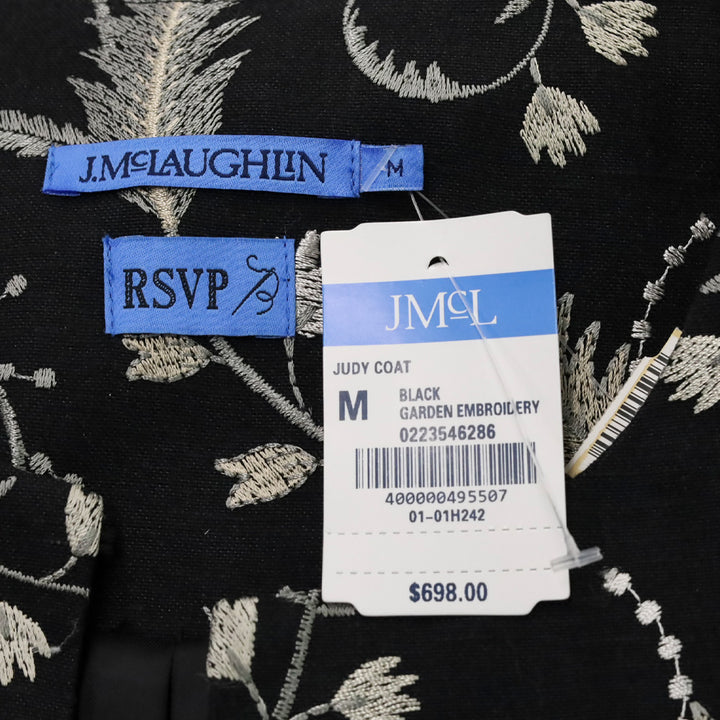 J.McLAUGHLIN
M
RSVP
JMcL
JUDY COAT
M
BLACK
GARDEN EMBROIDERY
0223546286
400000495507
01-01H242
$698.00